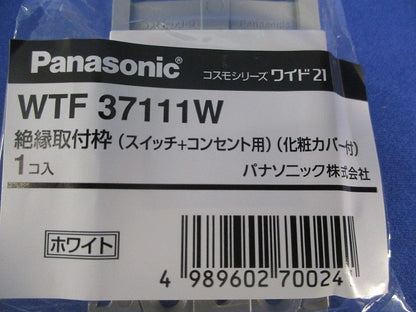 Panasonic® コスモシリーズ ワイド21
WTF 37111W
絶縁取付枠 (スイッチ+コンセント用) (化粧カバー付)
1コ入 パナソニック株式会社
ホワイト
4 989602 70024